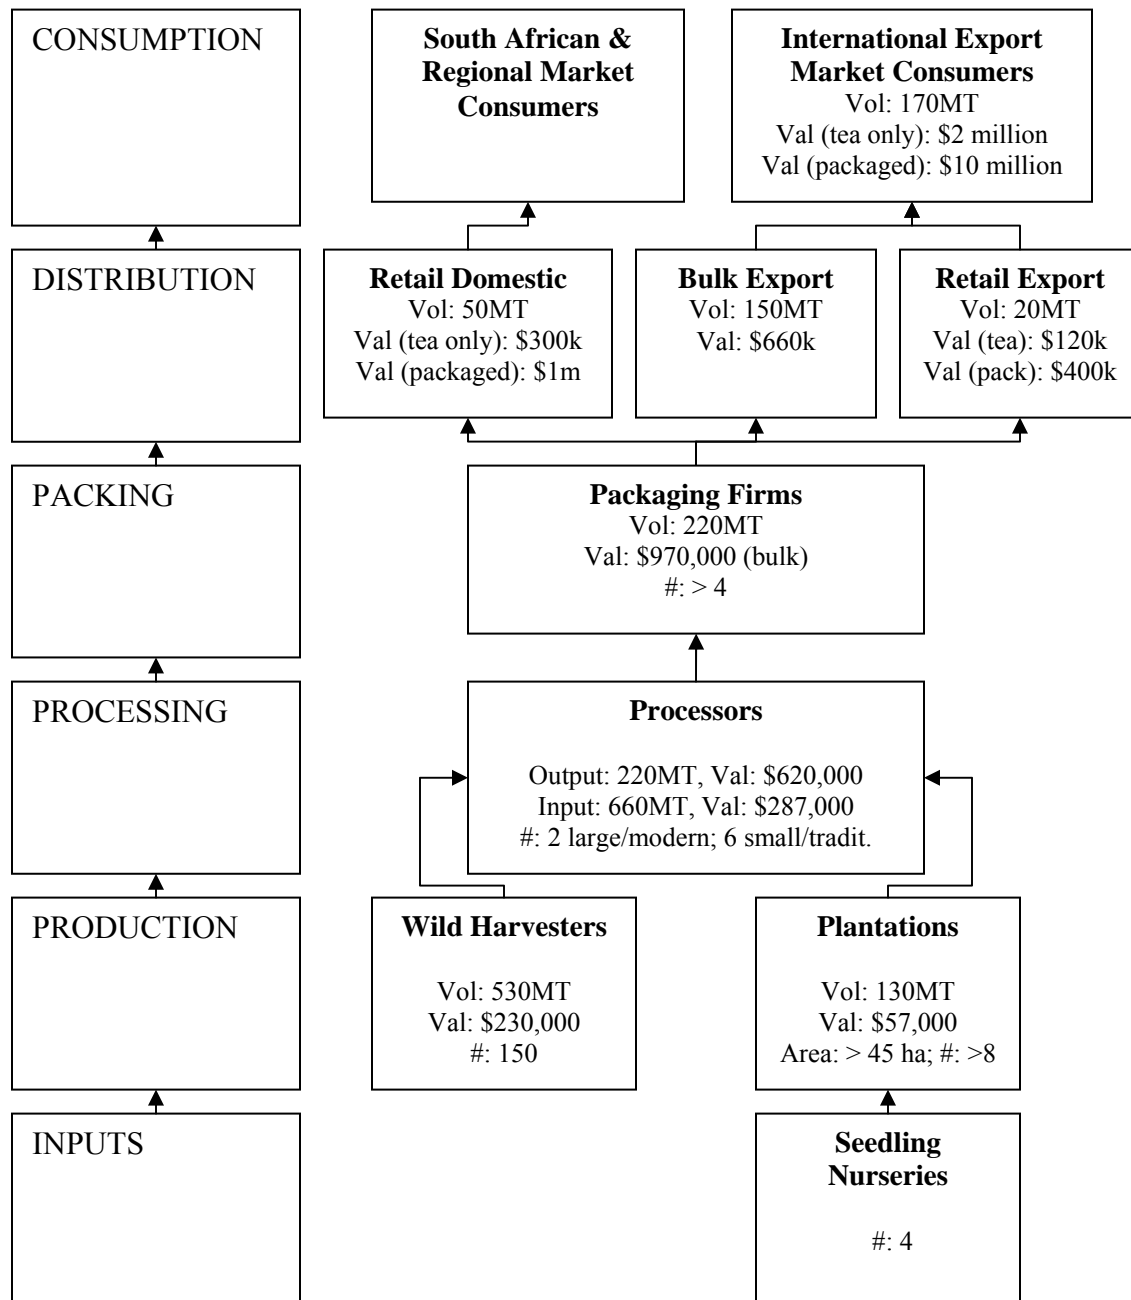 CONSUMPTION
South African &
Regional Market
Consumers
International Export
Market Consumers
Vol: 170MT
Val (tea only): $2 million
Val (packaged): $10 million
DISTRIBUTION
Retail Domestic
Vol: 50MT
Val (tea only): $300k
Val (packaged): $1m
Bulk Export
Vol: 150MT
Val: $660k
Retail Export
Vol: 20MT
Val (tea): $120k
Val (pack): $400k
PACKING
Packaging Firms
Vol: 220MT
Val: $970,000 (bulk)
#: > 4
PROCESSING
Processors
Output: 220MT, Val: $620,000
Input: 660MT, Val: $287,000
#: 2 large/modern; 6 small/tradit.
PRODUCTION
Wild Harvesters
Vol: 530MT
Val: $230,000
#: 150
Plantations
Vol: 130MT
Val: $57,000
Area: > 45 ha; #: >8
INPUTS
Seedling
Nurseries
#: 4